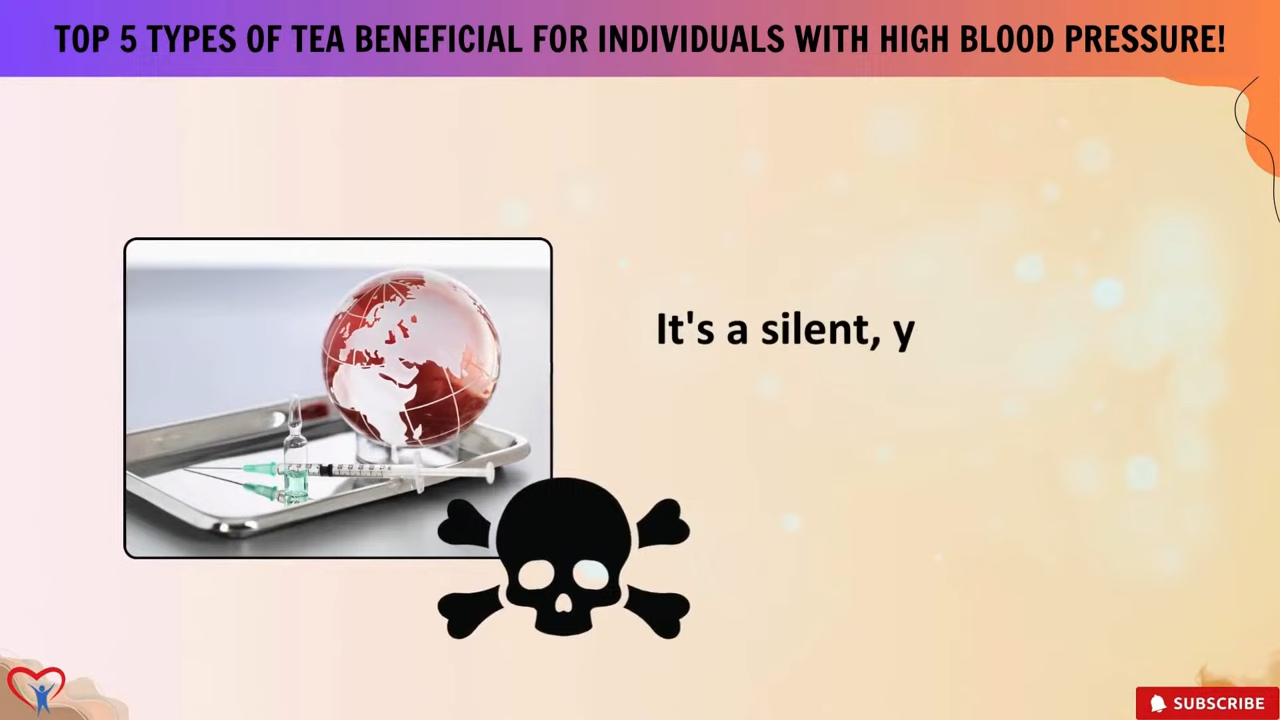 TOP 5 TYPES OF TEA BENEFICIAL FOR INDIVIDUALS WITH HIGH BLOOD PRESSURE!
It's a silent, y
SUBSCRIBE